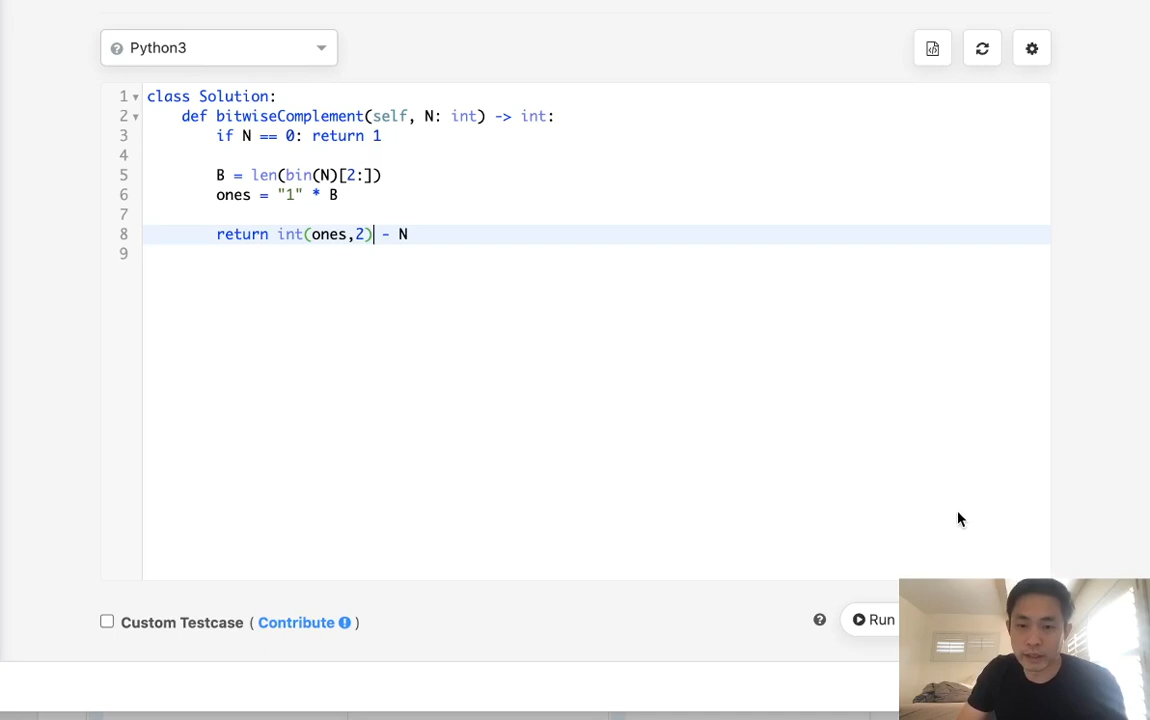 Python3
1 class Solution:
2 def bitwiseComplement(self, N: int) -> int:
3 if N == 0: return 1
4
5 B = len(bin(N)[2:])
6 ones = "1" * B
7
8 return int(ones,2) - N
9
Custom Testcase ( Contribute )
Run